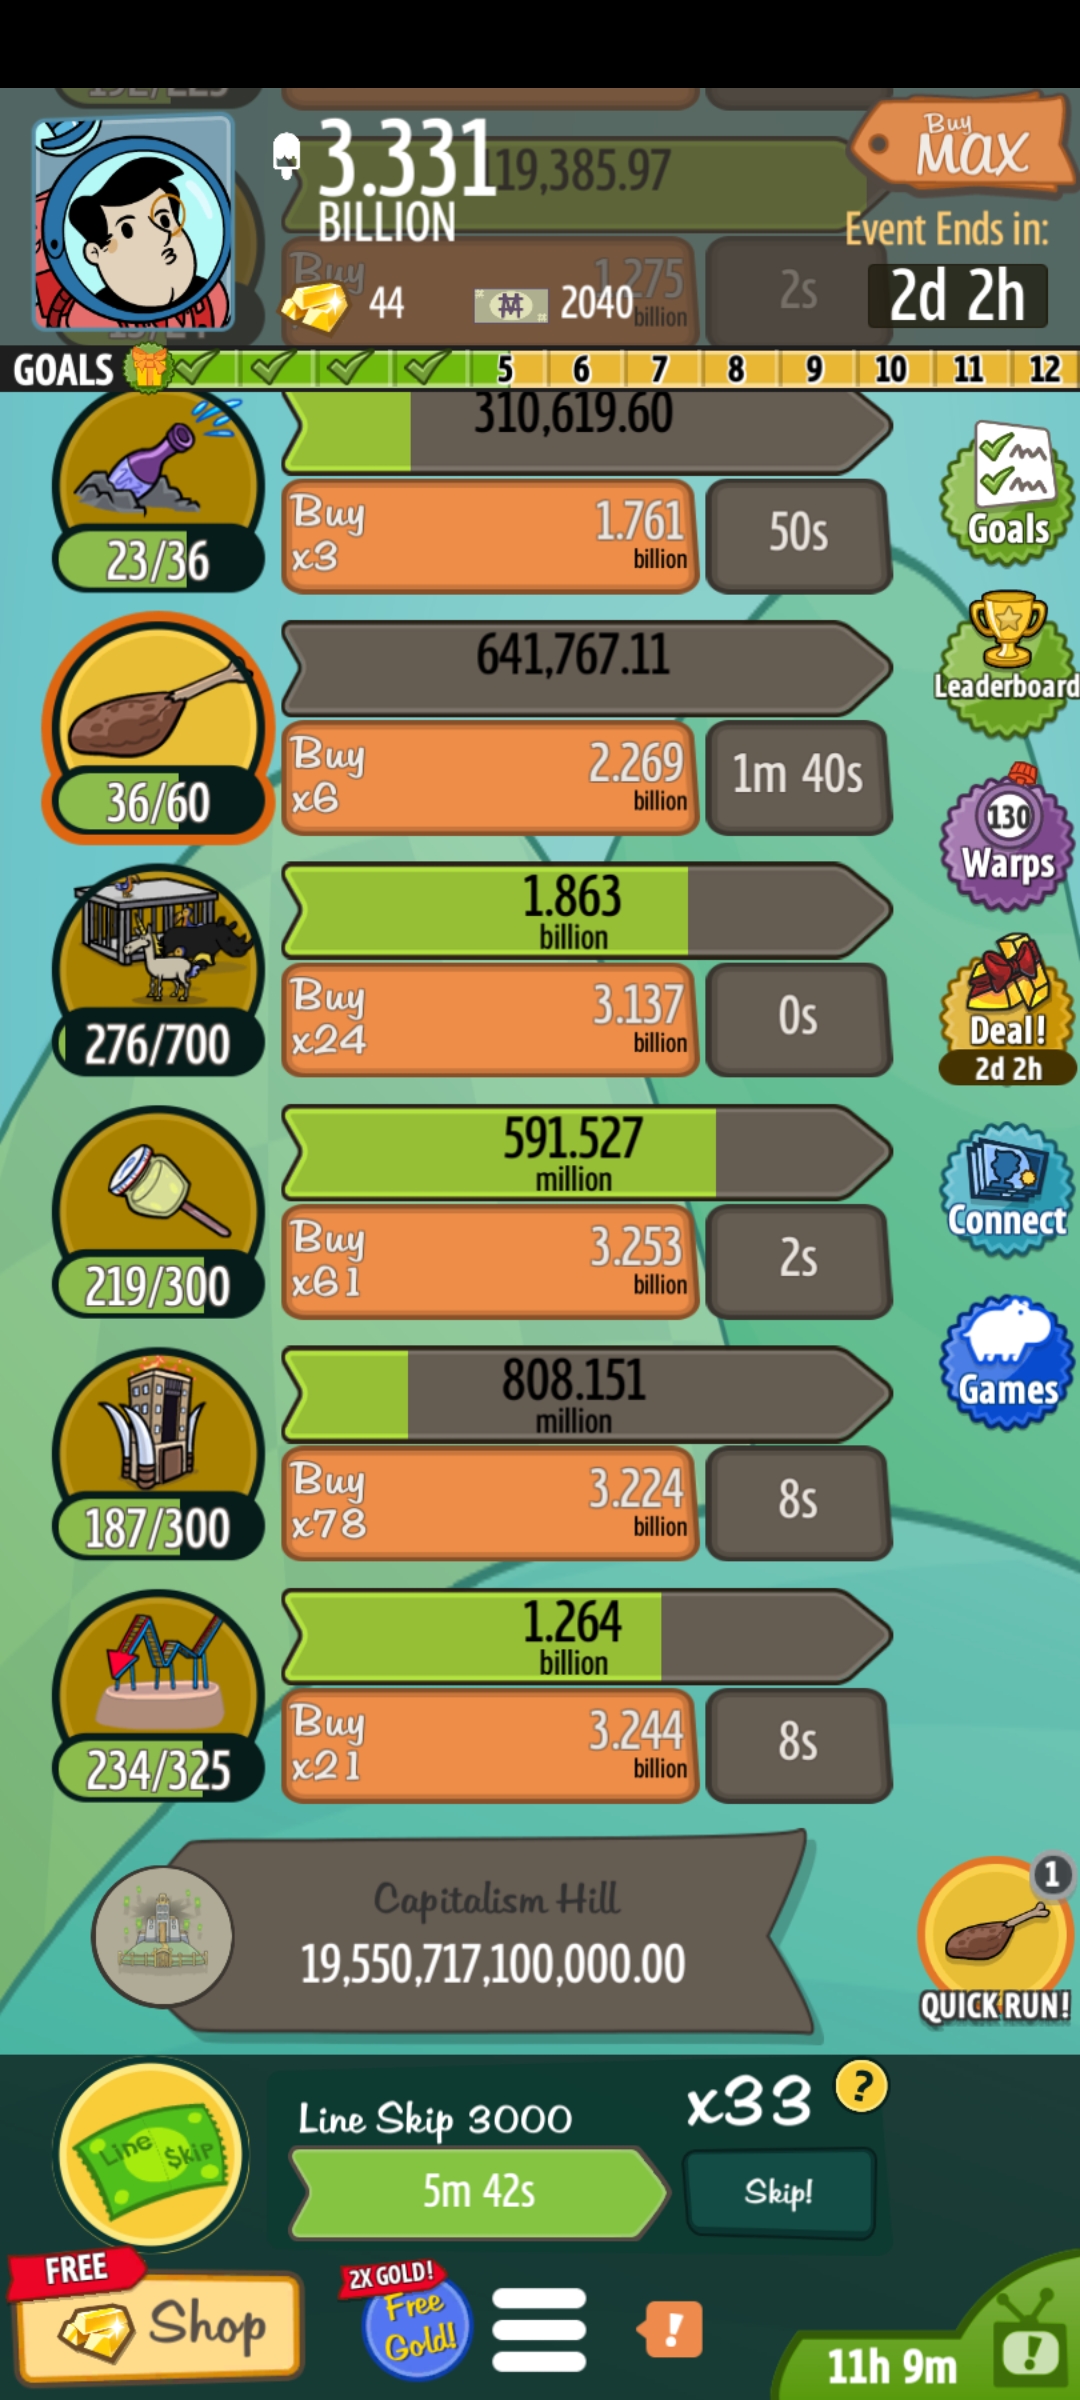 3.331
BILLION
19,385.97
Buy
MAX
Event Ends in:
2d 2h
44
2040
Buy
1.275
billion
2s
GOALS
5 6 7 8 9 10 11 12
310,619.60
23/36
Buy
x3
1.761
billion
50s
Goals
641,767.11
36/60
Buy
x6
2.269
billion
1m 40s
Leaderboard
1.863
billion
276/700
Buy
x24
3.137
billion
0s
130
Warps
Deal!
2d 2h
591.527
million
219/300
Buy
x61
3.253
billion
2s
Connect
808.151
million
187/300
Buy
x78
3.224
billion
8s
Games
1.264
billion
234/325
Buy
x21
3.244
billion
8s
Capitalism Hill
19,550,717,100,000.00
1
QUICK RUN!
Line $kip
Line Skip 3000
5m 42s
x33
?
Skip!
FREE
Shop
2X GOLD!
Free
Gold!
!
11h 9m
!